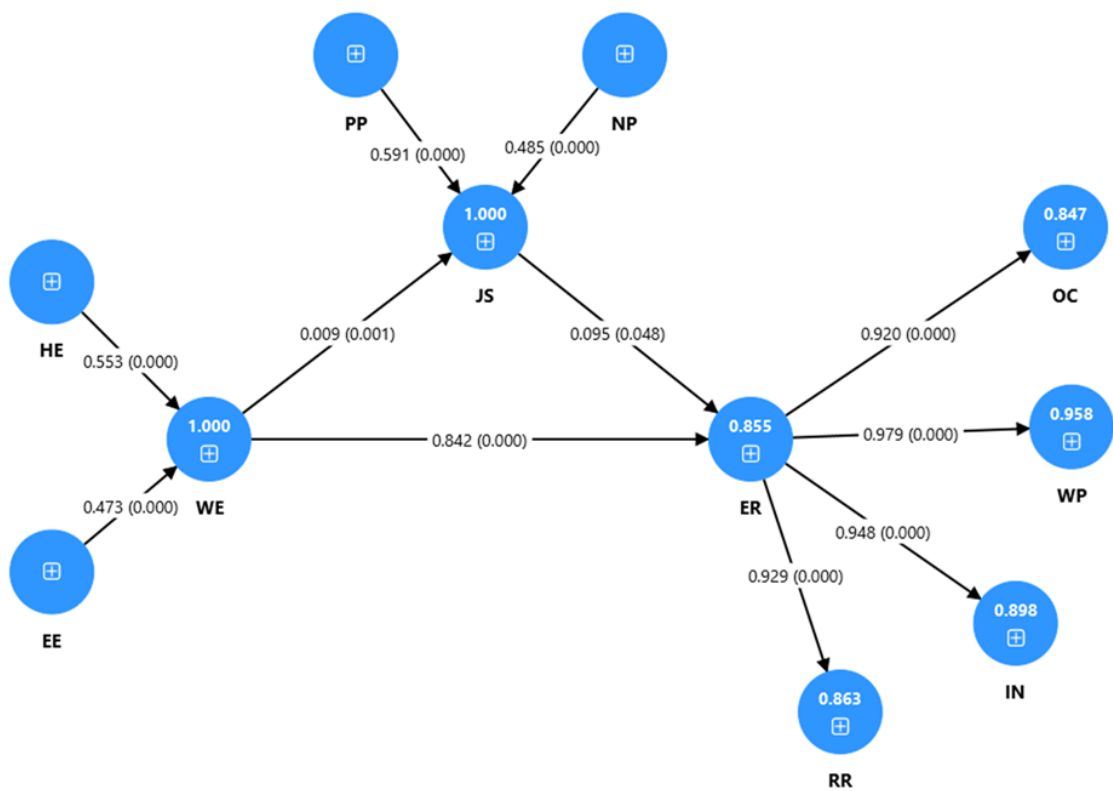 PP
NP
0.591 (0.000)
0.485 (0.000)
1.000
JS
0.847
OC
HE
0.553 (0.000)
0.009 (0.001)
0.095 (0.048)
0.920 (0.000)
1.000
WE
0.842 (0.000)
0.855
ER
0.979 (0.000)
0.958
WP
0.473 (0.000)
EE
0.948 (0.000)
0.929 (0.000)
0.898
IN
0.863
RR